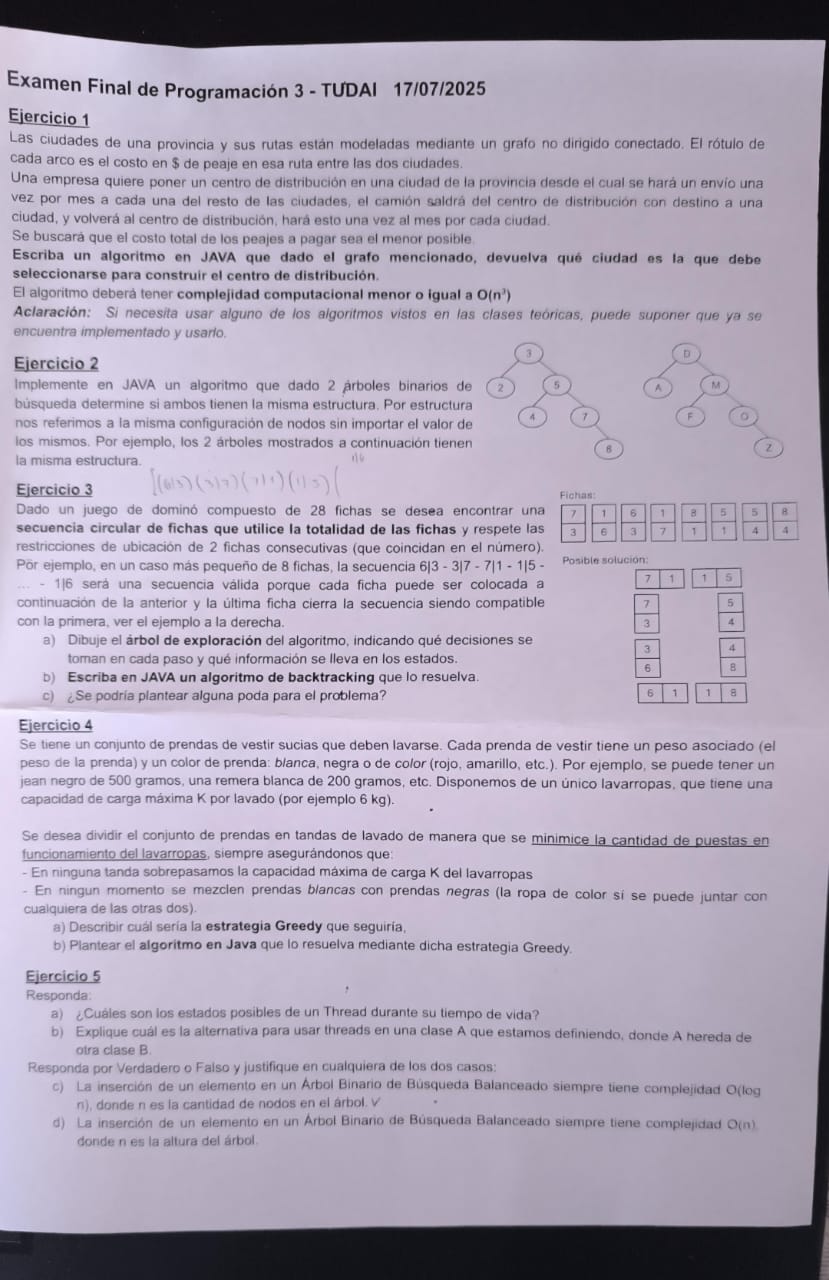 Examen Final de Programación 3 - TUDAI   17/07/2025
Ejercicio 1
Las ciudades de una provincia y sus rutas están modeladas mediante un grafo no dirigido conectado. El rótulo de
cada arco es el costo en $ de peaje en esa ruta entre las dos ciudades.
Una empresa quiere poner un centro de distribución en una ciudad de la provincia desde el cual se hará un envío una
vez por mes a cada una del resto de las ciudades, el camión saldrá del centro de distribución con destino a una
ciudad, y volverá al centro de distribución, hará esto una vez al mes por cada ciudad.
Se buscará que el costo total de los peajes a pagar sea el menor posible.
Escriba un algoritmo en JAVA que dado el grafo mencionado, devuelva qué ciudad es la que debe
seleccionarse para construir el centro de distribución.
El algoritmo deberá tener complejidad computacional menor o igual a O(n³)
Aclaración: Si necesita usar alguno de los algoritmos vistos en las clases teóricas, puede suponer que ya se
encuentra implementado y usarlo.
Ejercicio 2
Implemente en JAVA un algoritmo que dado 2 árboles binarios de
búsqueda determine si ambos tienen la misma estructura. Por estructura
nos referimos a la misma configuración de nodos sin importar el valor de
los mismos. Por ejemplo, los 2 árboles mostrados a continuación tienen
la misma estructura.
3
2 5
4 7
8
D
A M
F O
Z
1|6
Ejercicio 3
Dado un juego de dominó compuesto de 28 fichas se desea encontrar una
secuencia circular de fichas que utilice la totalidad de las fichas y respete las
restricciones de ubicación de 2 fichas consecutivas (que coincidan en el número).
Por ejemplo, en un caso más pequeño de 8 fichas, la secuencia 6|3 - 3|7 - 7|1 - 1|5 -
... - 1|6 será una secuencia válida porque cada ficha puede ser colocada a
continuación de la anterior y la última ficha cierra la secuencia siendo compatible
con la primera, ver el ejemplo a la derecha.
a) Dibuje el árbol de exploración del algoritmo, indicando qué decisiones se
toman en cada paso y qué información se lleva en los estados.
b) Escriba en JAVA un algoritmo de backtracking que lo resuelva.
c) ¿Se podría plantear alguna poda para el problema?
Fichas:
7 1 6 1 8 5 5 8
3 6 3 7 1 1 4 4
Posible solución:
7 1 1 5
7 5
3 4
3 4
6 8
6 1 1 8
Ejercicio 4
Se tiene un conjunto de prendas de vestir sucias que deben lavarse. Cada prenda de vestir tiene un peso asociado (el
peso de la prenda) y un color de prenda: blanca, negra o de color (rojo, amarillo, etc.). Por ejemplo, se puede tener un
jean negro de 500 gramos, una remera blanca de 200 gramos, etc. Disponemos de un único lavarropas, que tiene una
capacidad de carga máxima K por lavado (por ejemplo 6 kg).
Se desea dividir el conjunto de prendas en tandas de lavado de manera que se minimice la cantidad de puestas en
funcionamiento del lavarropas, siempre asegurándonos que:
- En ninguna tanda sobrepasamos la capacidad máxima de carga K del lavarropas
- En ningun momento se mezclen prendas blancas con prendas negras (la ropa de color sí se puede juntar con
cualquiera de las otras dos).
a) Describir cuál sería la estrategia Greedy que seguiría,
b) Plantear el algoritmo en Java que lo resuelva mediante dicha estrategia Greedy.
Ejercicio 5
Responda:
a) ¿Cuáles son los estados posibles de un Thread durante su tiempo de vida?
b) Explique cuál es la alternativa para usar threads en una clase A que estamos definiendo, donde A hereda de
otra clase B.
Responda por Verdadero o Falso y justifique en cualquiera de los dos casos:
c) La inserción de un elemento en un Árbol Binario de Búsqueda Balanceado siempre tiene complejidad O(log
n), donde n es la cantidad de nodos en el árbol. V
d) La inserción de un elemento en un Árbol Binario de Búsqueda Balanceado siempre tiene complejidad O(n),
donde n es la altura del árbol.